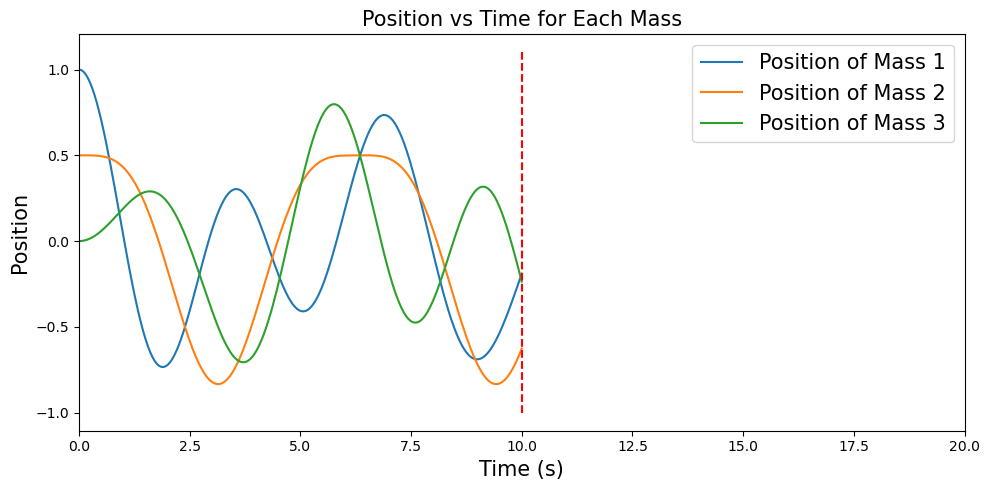 Position vs Time for Each Mass
Position of Mass 1
Position of Mass 2
Position of Mass 3
Position
1.0
0.5
0.0
−0.5
−1.0
0.0 2.5 5.0 7.5 10.0 12.5 15.0 17.5 20.0
Time (s)